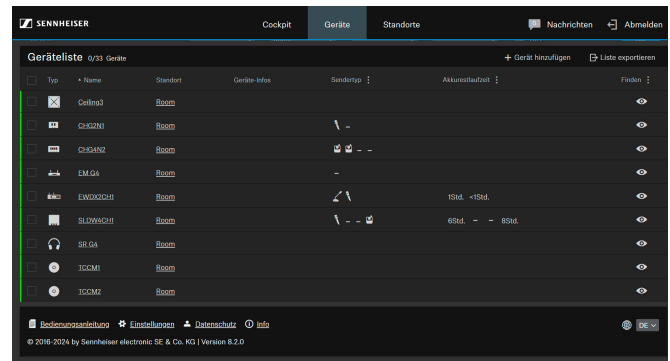 SENNHEISER Cockpit Geräte Standorte Nachrichten Abmelden
Geräteliste 0/33 Geräte + Gerät hinzufügen Liste exportieren
Typ Name Standort Geräte-Infos Sendertyp Akkurestlaufzeit Finden
Ceiling3 Room
CHG2N1 Room –
CHG4N2 Room – –
EM G4 Room –
EWDX2CH1 Room 1Std. <1Std.
SLDW4CH1 Room – – 6Std. – – 8Std.
SR G4 Room
TCCM1 Room
TCCM2 Room
Bedienungsanleitung Einstellungen Datenschutz Info DE
© 2016-2024 by Sennheiser electronic SE & Co. KG | Version 8.2.0